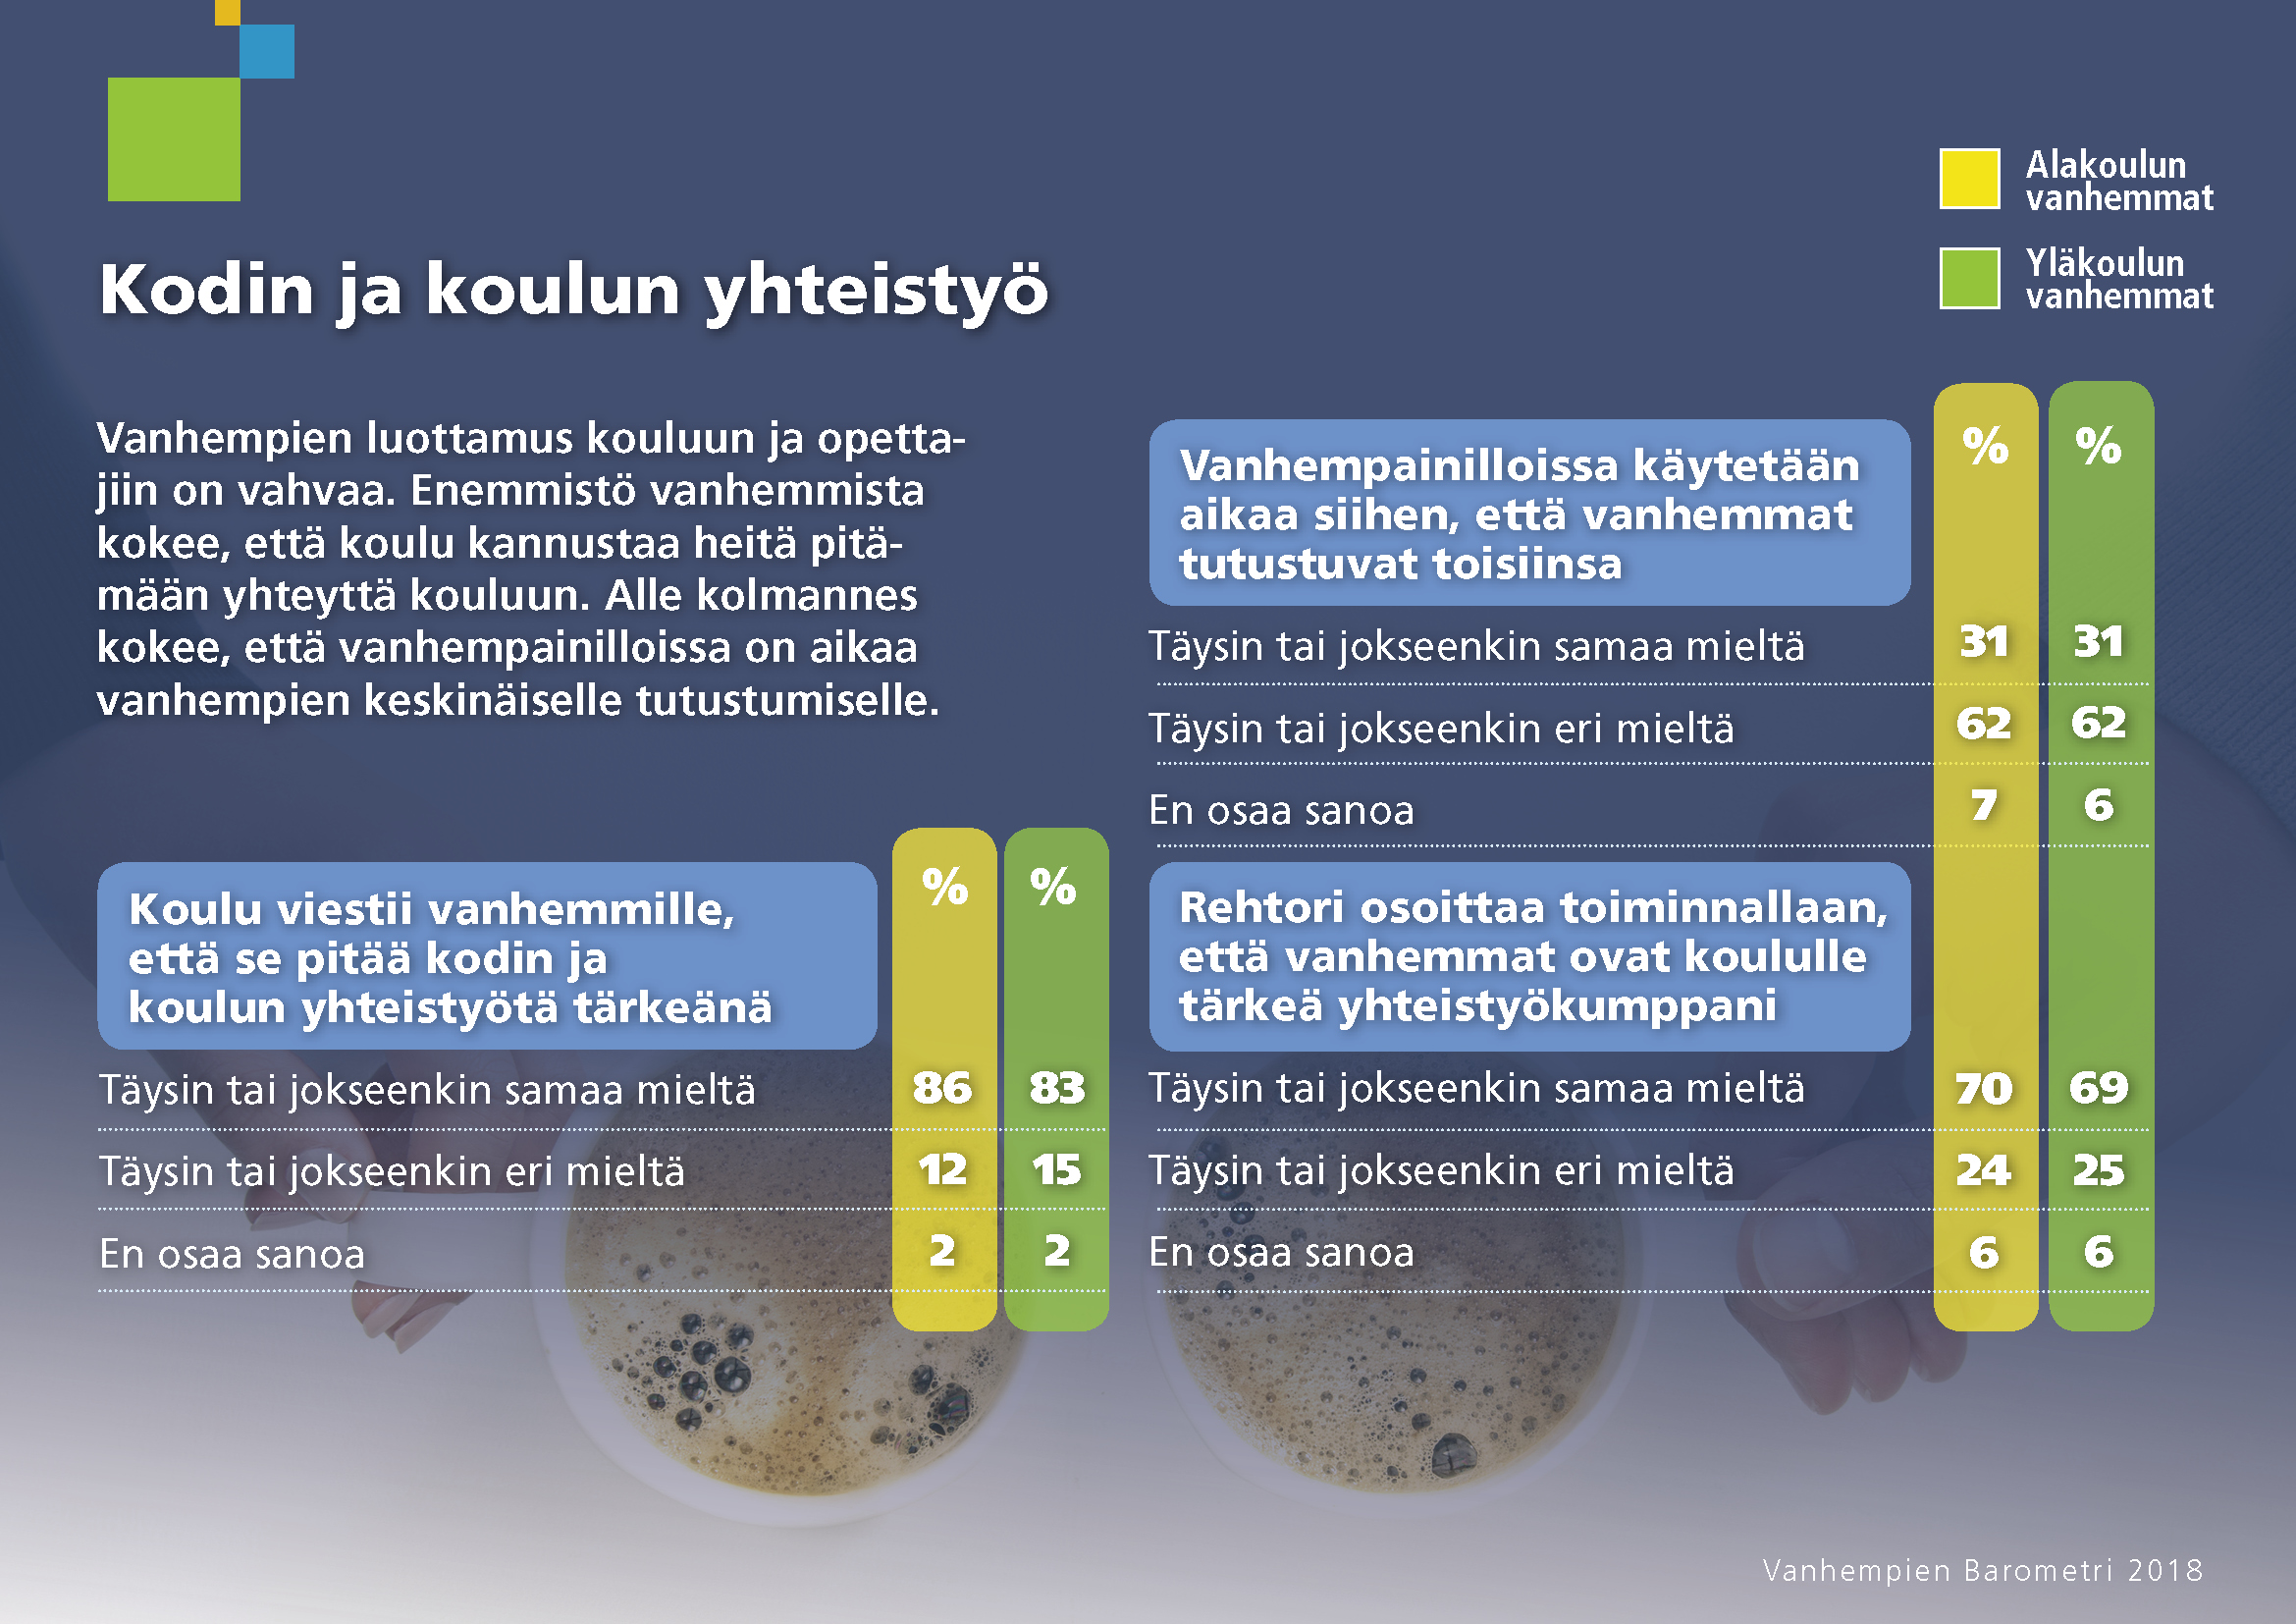 Alakoulun
vanhemmat
Yläkoulun
vanhemmat
Kodin ja koulun yhteistyö
Vanhempien luottamus kouluun ja opetta-
jiin on vahvaa. Enemmistö vanhemmista
kokee, että koulu kannustaa heitä pitä-
mään yhteyttä kouluun. Alle kolmannes
kokee, että vanhempainilloissa on aikaa
vanhempien keskinäiselle tutustumiselle.
% %
Koulu viestii vanhemmille,
että se pitää kodin ja
koulun yhteistyötä tärkeänä
Täysin tai jokseenkin samaa mieltä 86 83
Täysin tai jokseenkin eri mieltä 12 15
En osaa sanoa 2 2
% %
Vanhempainilloissa käytetään
aikaa siihen, että vanhemmat
tutustuvat toisiinsa
Täysin tai jokseenkin samaa mieltä 31 31
Täysin tai jokseenkin eri mieltä 62 62
En osaa sanoa 7 6
Rehtori osoittaa toiminnallaan,
että vanhemmat ovat koululle
tärkeä yhteistyökumppani
Täysin tai jokseenkin samaa mieltä 70 69
Täysin tai jokseenkin eri mieltä 24 25
En osaa sanoa 6 6
Vanhempien Barometri 2018